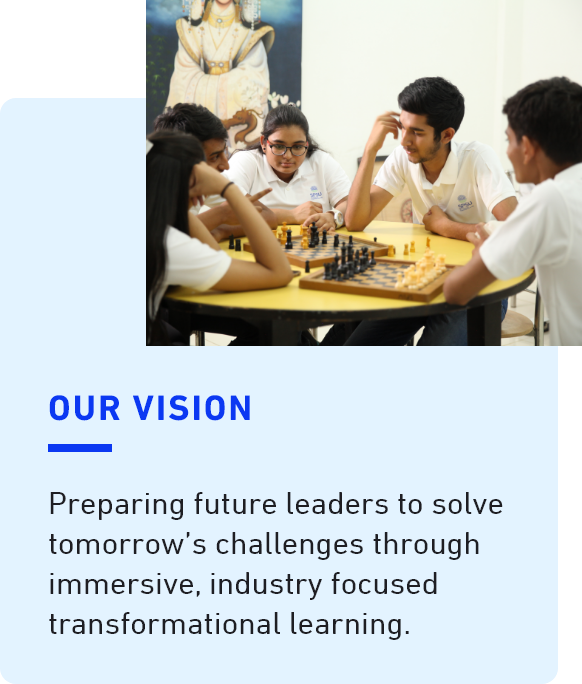 OUR VISION
Preparing future leaders to solve
tomorrow's challenges through
immersive, industry focused
transformational learning.